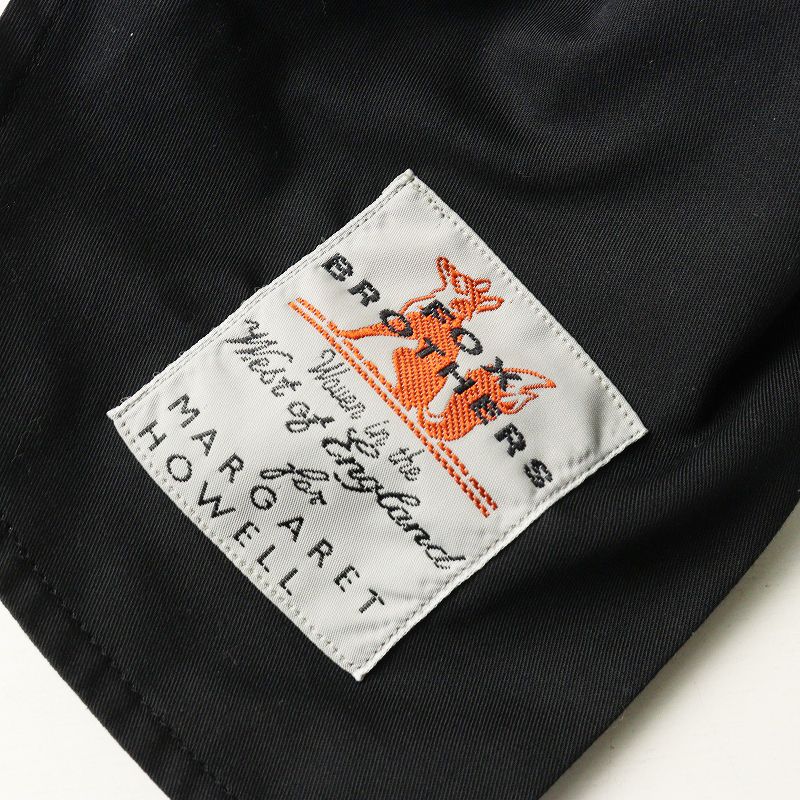 FOX
BROTHERS
Woven in the
West of England
for
MARGARET
HOWELL